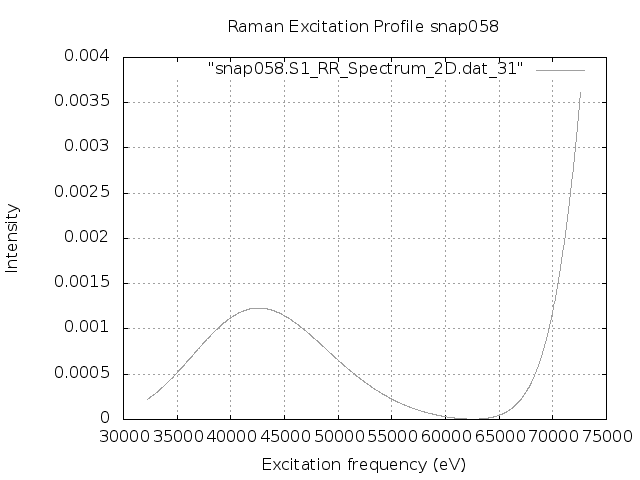 Raman Excitation Profile snap058
"snap058.S1_RR_Spectrum_2D.dat_31"
0.004
0.0035
0.003
0.0025
0.002
0.0015
0.001
0.0005
0
Intensity
30000 35000 40000 45000 50000 55000 60000 65000 70000 75000
Excitation frequency (eV)